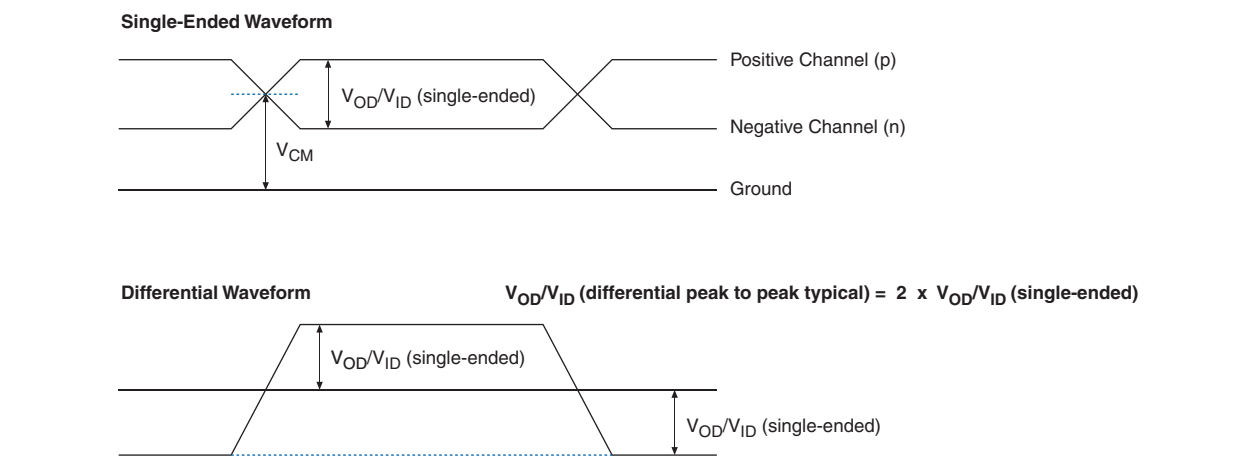 Single-Ended Waveform
Positive Channel (p)
VOD/VID (single-ended)
Negative Channel (n)
VCM
Ground
Differential Waveform
VOD/VID (differential peak to peak typical) = 2 x VOD/VID (single-ended)
VOD/VID (single-ended)
VOD/VID (single-ended)